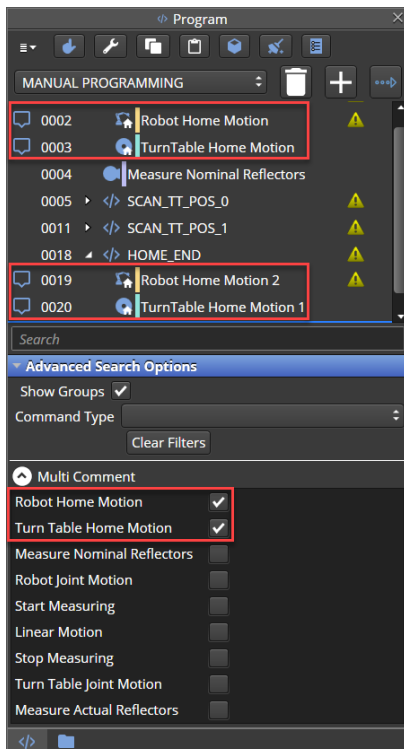 </> Program
MANUAL PROGRAMMING
0002 Robot Home Motion
0003 TurnTable Home Motion
0004 Measure Nominal Reflectors
0005 </> SCAN_TT_POS_0
0011 </> SCAN_TT_POS_1
0018 </> HOME_END
0019 Robot Home Motion 2
0020 TurnTable Home Motion 1
Search
Advanced Search Options
Show Groups
Command Type
Clear Filters
Multi Comment
Robot Home Motion
Turn Table Home Motion
Measure Nominal Reflectors
Robot Joint Motion
Start Measuring
Linear Motion
Stop Measuring
Turn Table Joint Motion
Measure Actual Reflectors
</>